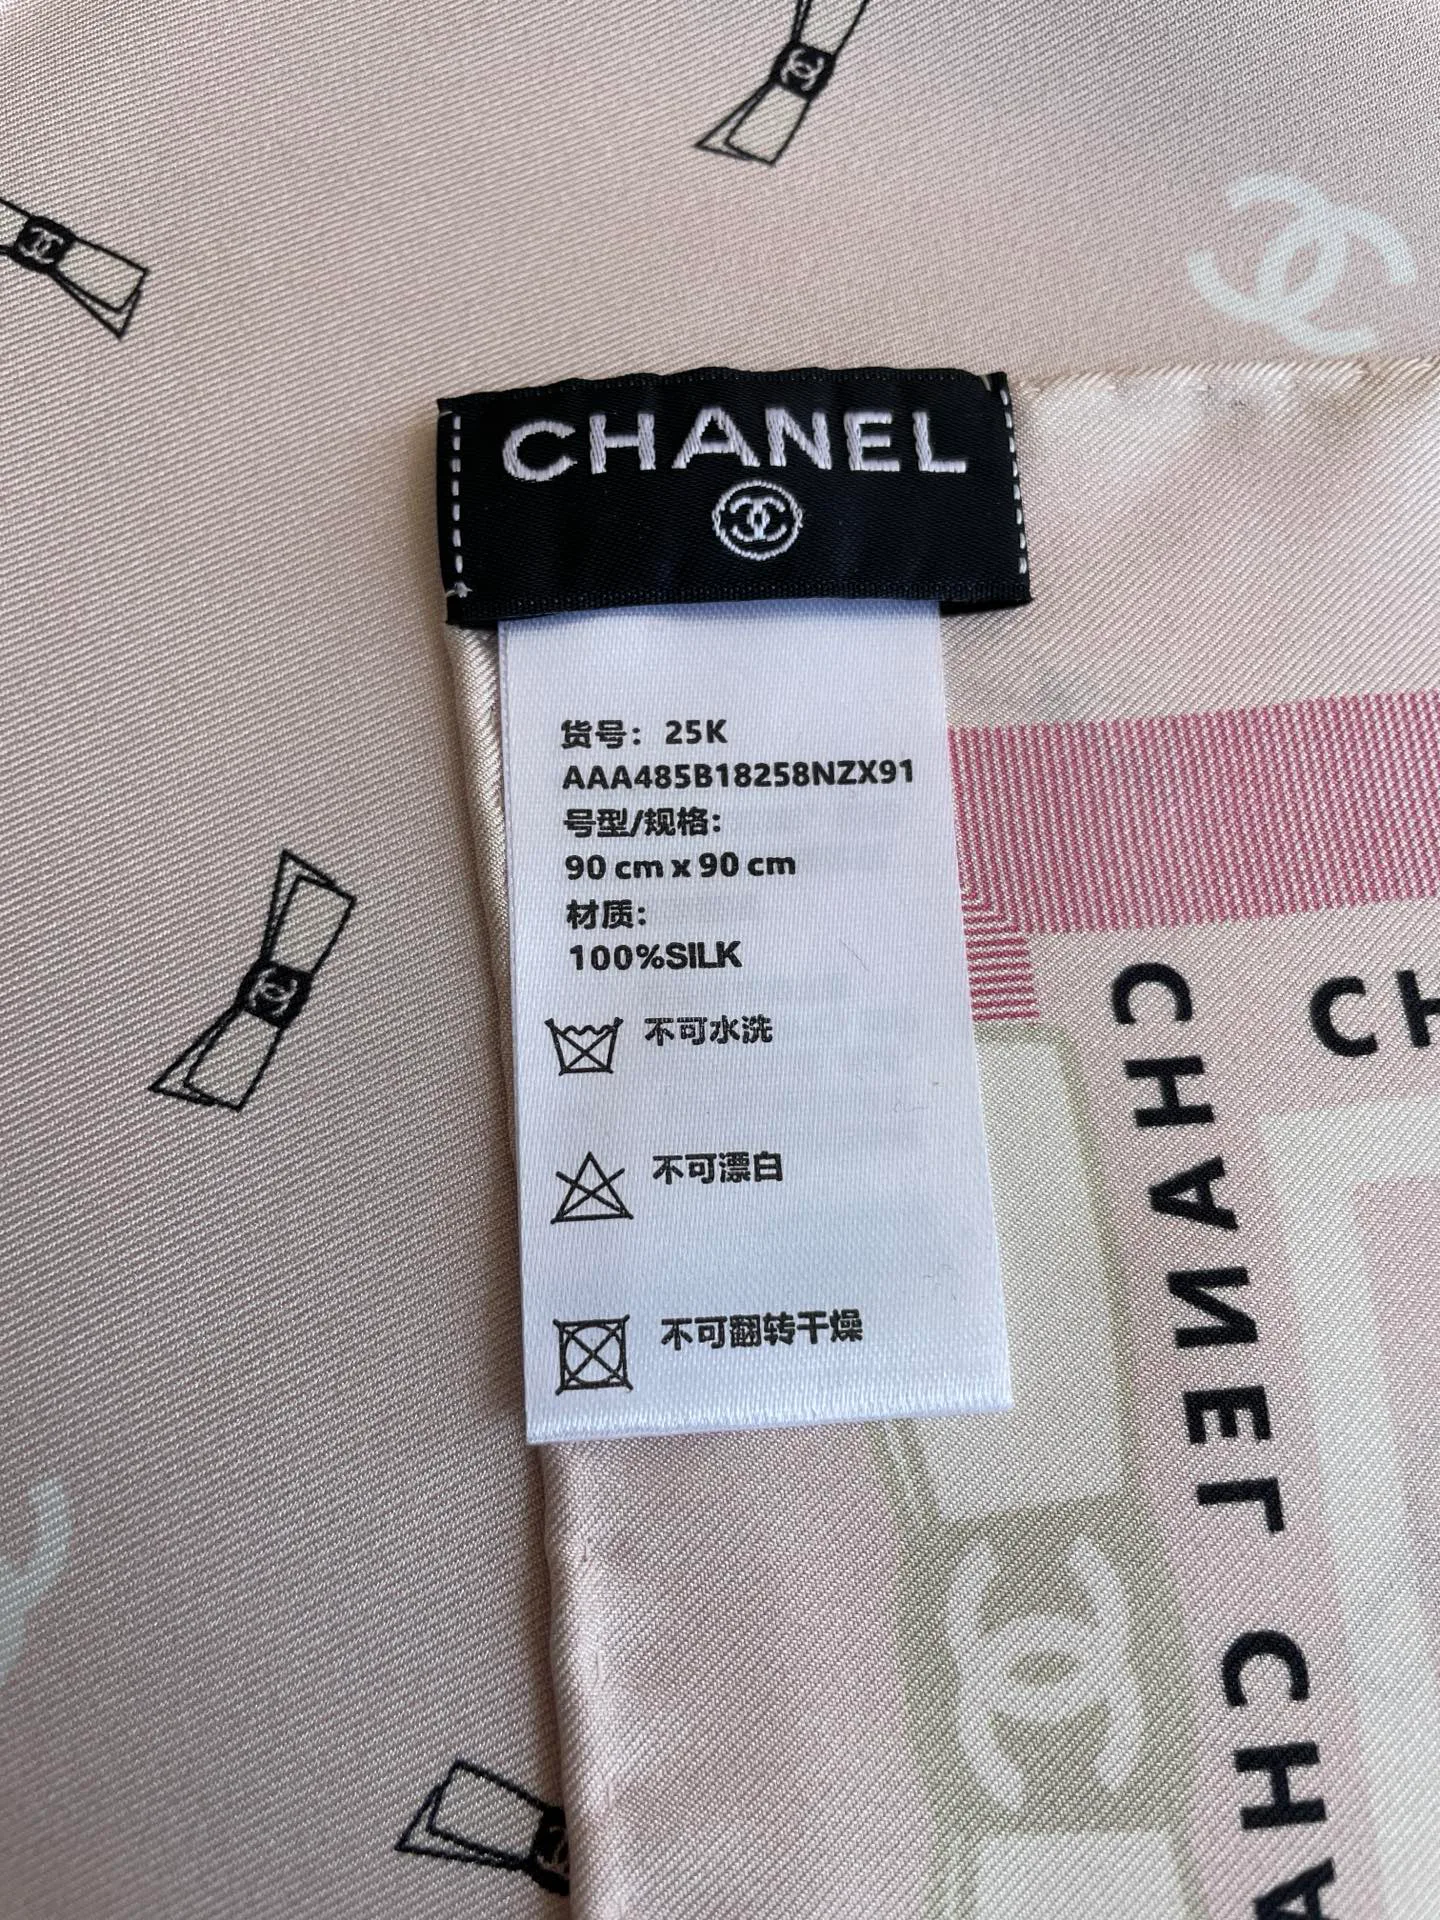 CHANEL
货号：25K
AAA485B18258NZX91
号型/规格：
90 cm x 90 cm
材质：
100%SILK
不可水洗
不可漂白
不可翻转干燥
CH
CHANEL CHA